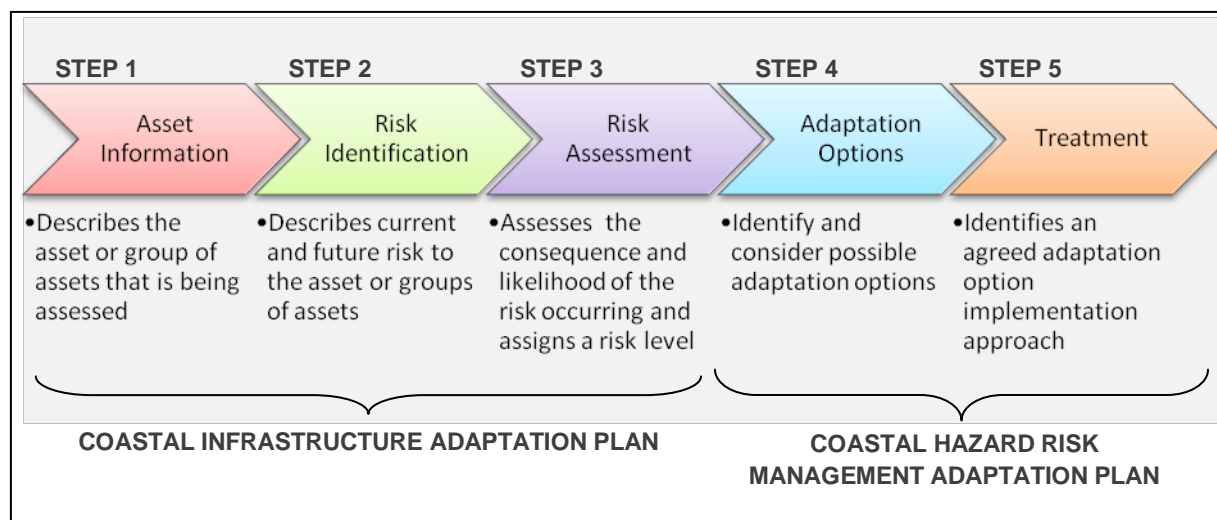 STEP 1
STEP 2
STEP 3
STEP 4
STEP 5
Asset
Information
Risk
Identification
Risk
Assessment
Adaptation
Options
Treatment
•Describes the
asset or group of
assets that is being
assessed
•Describes current
and future risk to
the asset or groups
of assets
•Assesses the
consequence and
likelihood of the
risk occurring and
assigns a risk level
•Identify and
consider possible
adaptation options
•Identifies an
agreed adaptation
option
implementation
approach
COASTAL INFRASTRUCTURE ADAPTATION PLAN
COASTAL HAZARD RISK
MANAGEMENT ADAPTATION PLAN